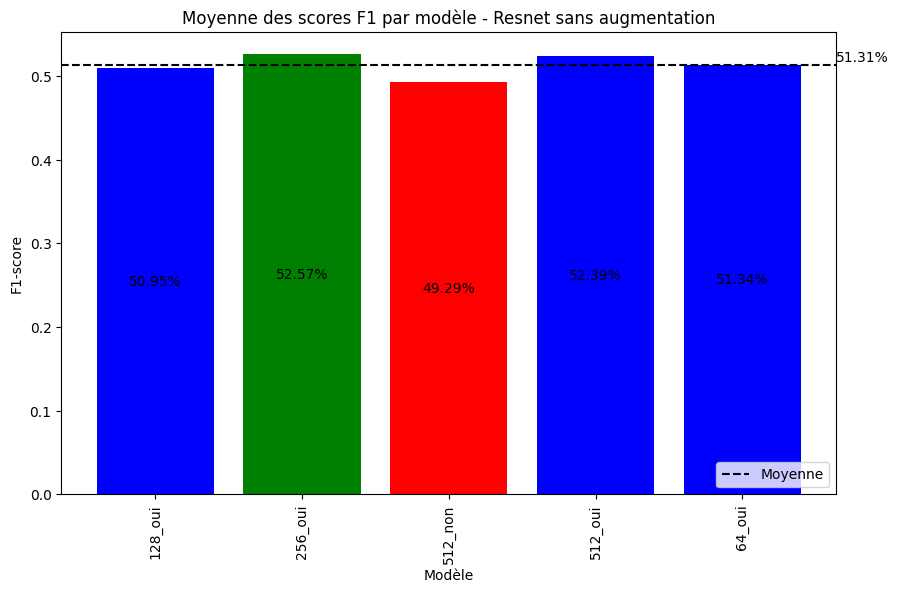 Moyenne des scores F1 par modèle - Resnet sans augmentation
51.31%
0.5
0.4
0.3
0.2
0.1
0.0
F1-score
50.95%
52.57%
49.29%
52.39%
51.34%
Moyenne
128_oui
256_oui
512_non
512_oui
64_oui
Modèle